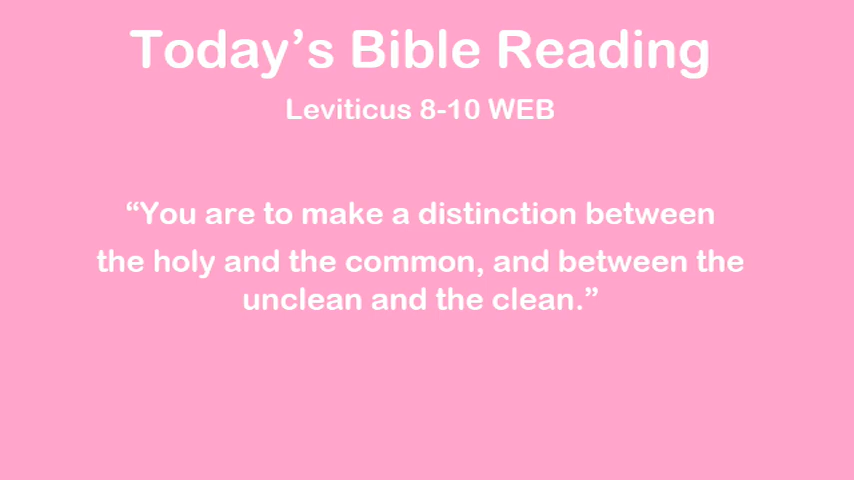 Today’s Bible Reading
Leviticus 8-10 WEB
“You are to make a distinction between
the holy and the common, and between the
unclean and the clean.”